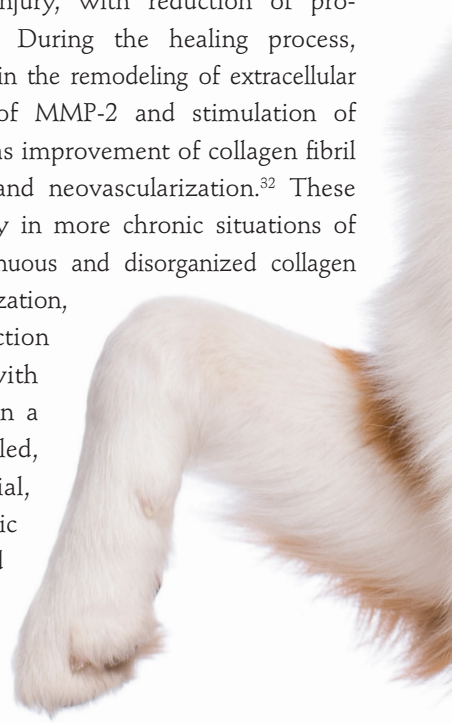 njury, with reduction of pro-
During the healing process,
in the remodeling of extracellular
of MMP-2 and stimulation of
as improvement of collagen fibril
and neovascularization.32 These
y in more chronic situations of
nuous and disorganized collagen
zation,
ction
with
n a
led,
ial,
ic
d